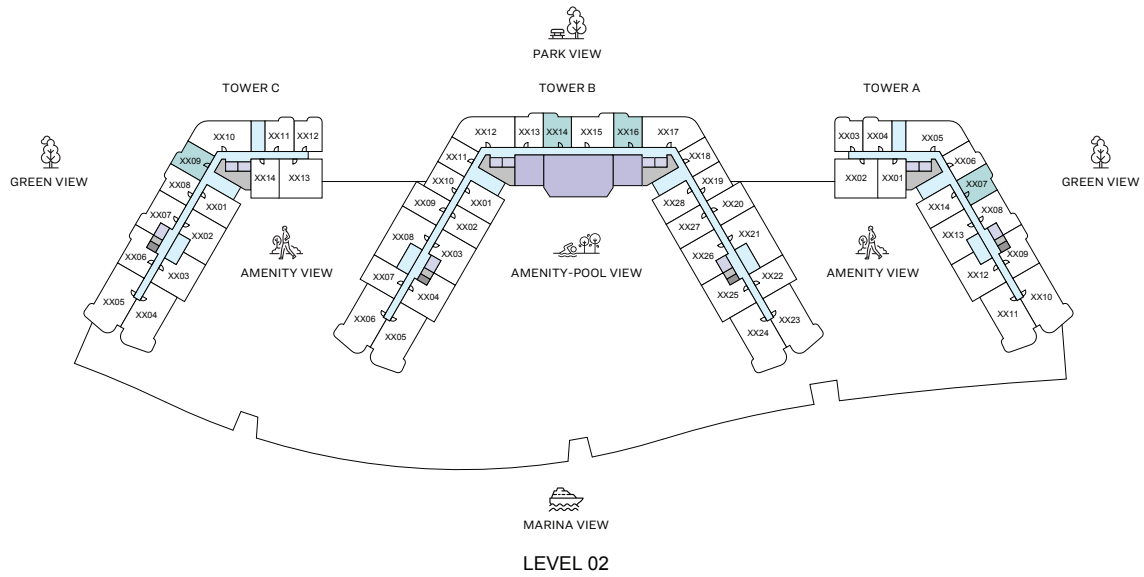 PARK VIEW
TOWER C
TOWER B
TOWER A
GREEN VIEW
GREEN VIEW
XX10
XX11
XX12
XX09
XX14
XX13
XX08
XX01
XX07
XX02
XX06
XX03
XX05
XX04
AMENITY VIEW
XX12
XX13
XX14
XX15
XX16
XX17
XX11
XX18
XX10
XX19
XX09
XX01
XX28
XX20
XX08
XX02
XX27
XX21
XX07
XX03
XX26
XX22
XX06
XX04
XX25
XX23
XX05
XX24
AMENITY-POOL VIEW
AMENITY VIEW
XX03
XX04
XX05
XX02
XX01
XX06
XX07
XX14
XX08
XX13
XX09
XX12
XX10
XX11
MARINA VIEW
LEVEL 02